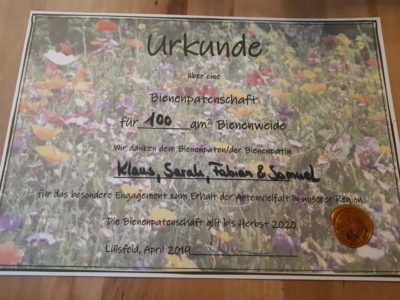 Urkunde
über eine
Bienenpatenschaft
für 100 qm² Bienenweide
Wir danken dem Bienenpaten/der Bienenpatin
Klaus, Sarah, Fabian & Samuel
für das besondere Engagement zum Erhalt der Artenvielfalt in unserer Region.
Die Bienenpatenschaft gilt bis Herbst 2020
Lülsfeld, April 2019